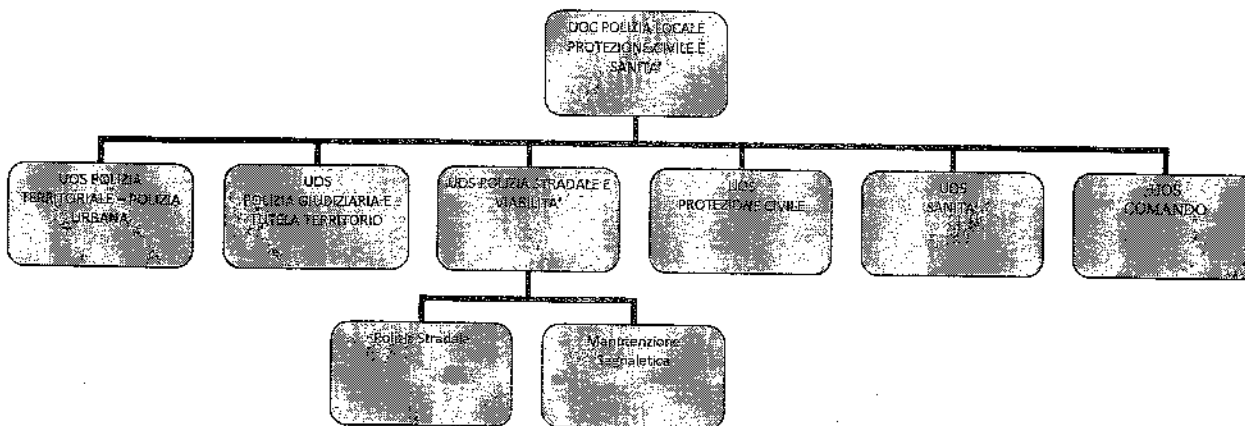 UOC POLIZIA LOCALE
PROTEZIONE CIVILE E
SANITA'
UOS POLIZIA
TERRITORIALE – POLIZIA
URBANA
UOS
POLIZIA GIUDIZIARIA E
TUTELA TERRITORIO
UOS POLIZIA STRADALE E
VIABILITA'
UOS
PROTEZIONE CIVILE
UOS
SANITA'
UOS
COMANDO
Polizia Stradale
Manutenzione
Segnaletica